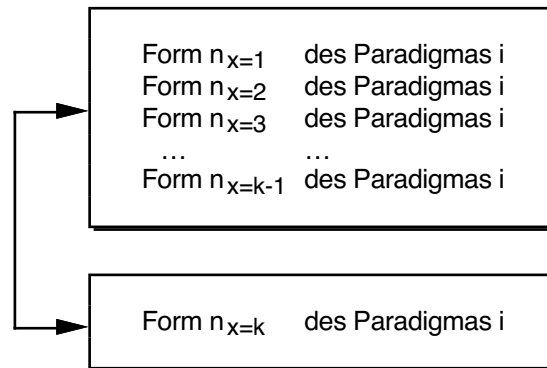 Form n x=1 des Paradigmas i
Form n x=2 des Paradigmas i
Form n x=3 des Paradigmas i
... ...
Form n x=k-1 des Paradigmas i
Form n x=k des Paradigmas i